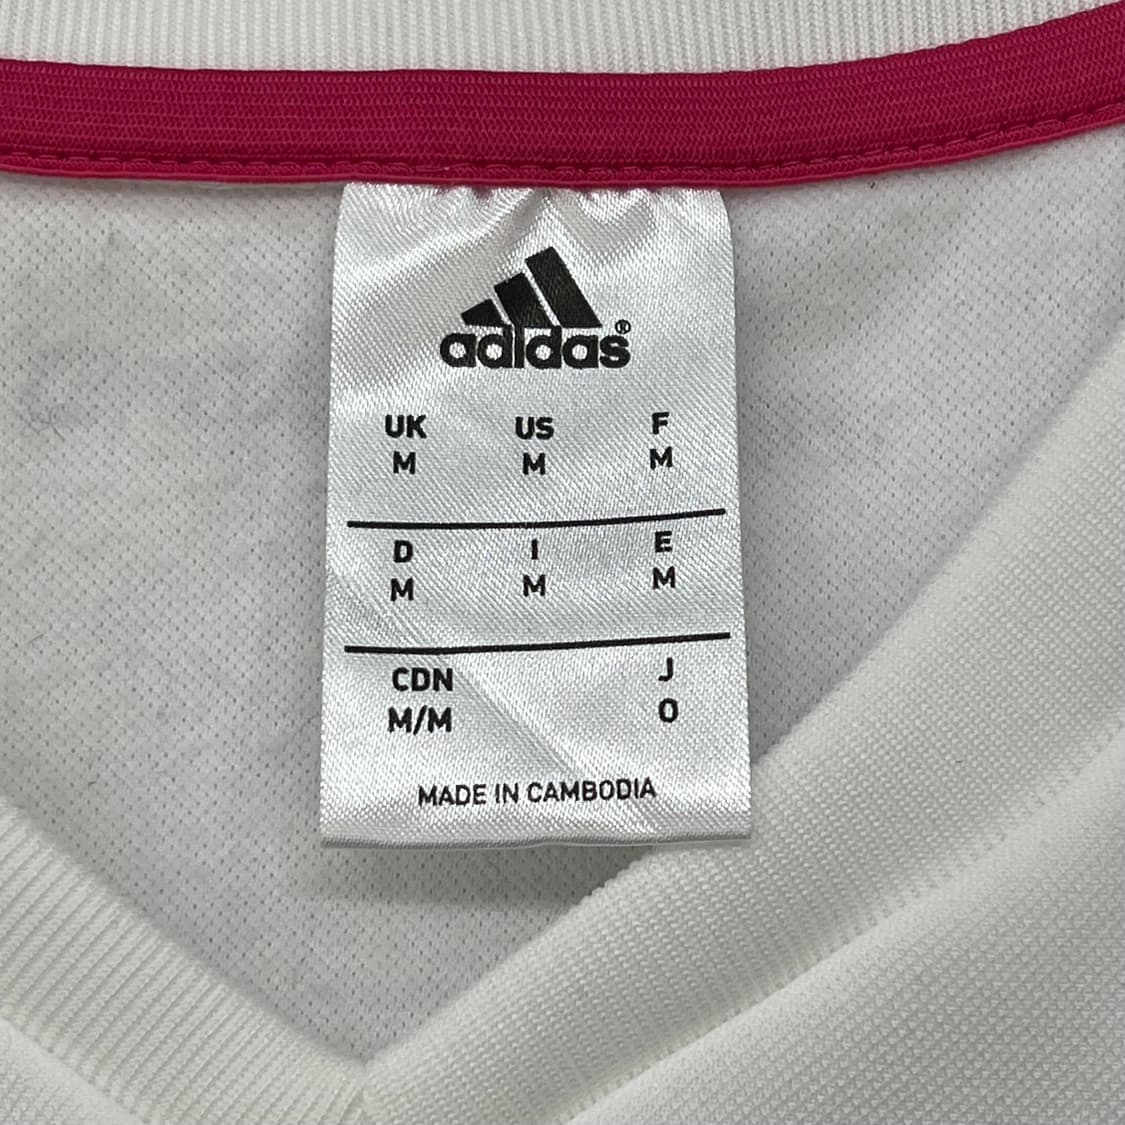 adidas®
UK US F
M M M
D I E
M M M
CDN J
M/M O
MADE IN CAMBODIA